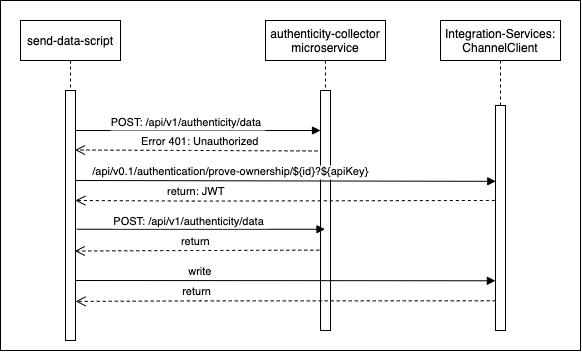 send-data-script
authenticity-collector
microservice
Integration-Services:
ChannelClient
POST: /api/v1/authenticity/data
Error 401: Unauthorized
/api/v0.1/authentication/prove-ownership/${id}?${apiKey}
return: JWT
POST: /api/v1/authenticity/data
return
write
return